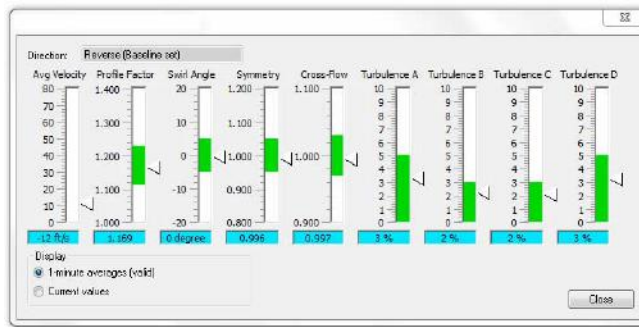 Direction: Reverse (Baseline set)
Avg Velocity Profile Factor Swirl Angle Symmetry Cross-Flow Turbulence A Turbulence B Turbulence C Turbulence D
80 1.400 20 1.200 1.100 10 10 10 10
70 9 9 9 9
60 1.300 10 1.100 8 8 8 8
50 7 7 7 7
40 1.200 0 1.000 1.000 6 6 6 6
5 5 5 5
30 4 4 4 4
20 1.100 -10 0.900 3 3 3 3
10 2 2 2 2
1 1 1 1
0 1.000 -20 0.800 0.900 0 0 0 0
-12 ft/s 1.169 0 degree 0.996 0.997 3 % 2 % 2 % 3 %
Display
1-minute averages (valid)
Current values
Close